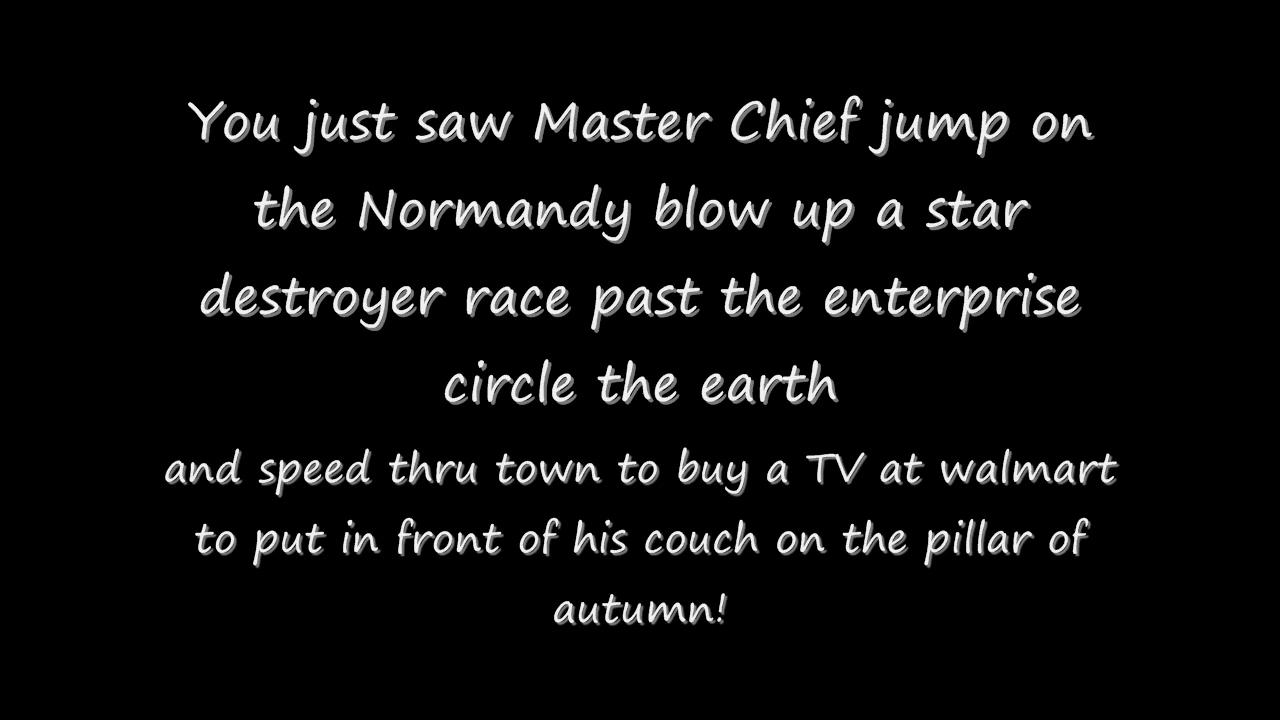 You just saw Master Chief jump on
the Normandy blow up a star
destroyer race past the enterprise
circle the earth
and speed thru town to buy a TV at walmart
to put in front of his couch on the pillar of
autumn!